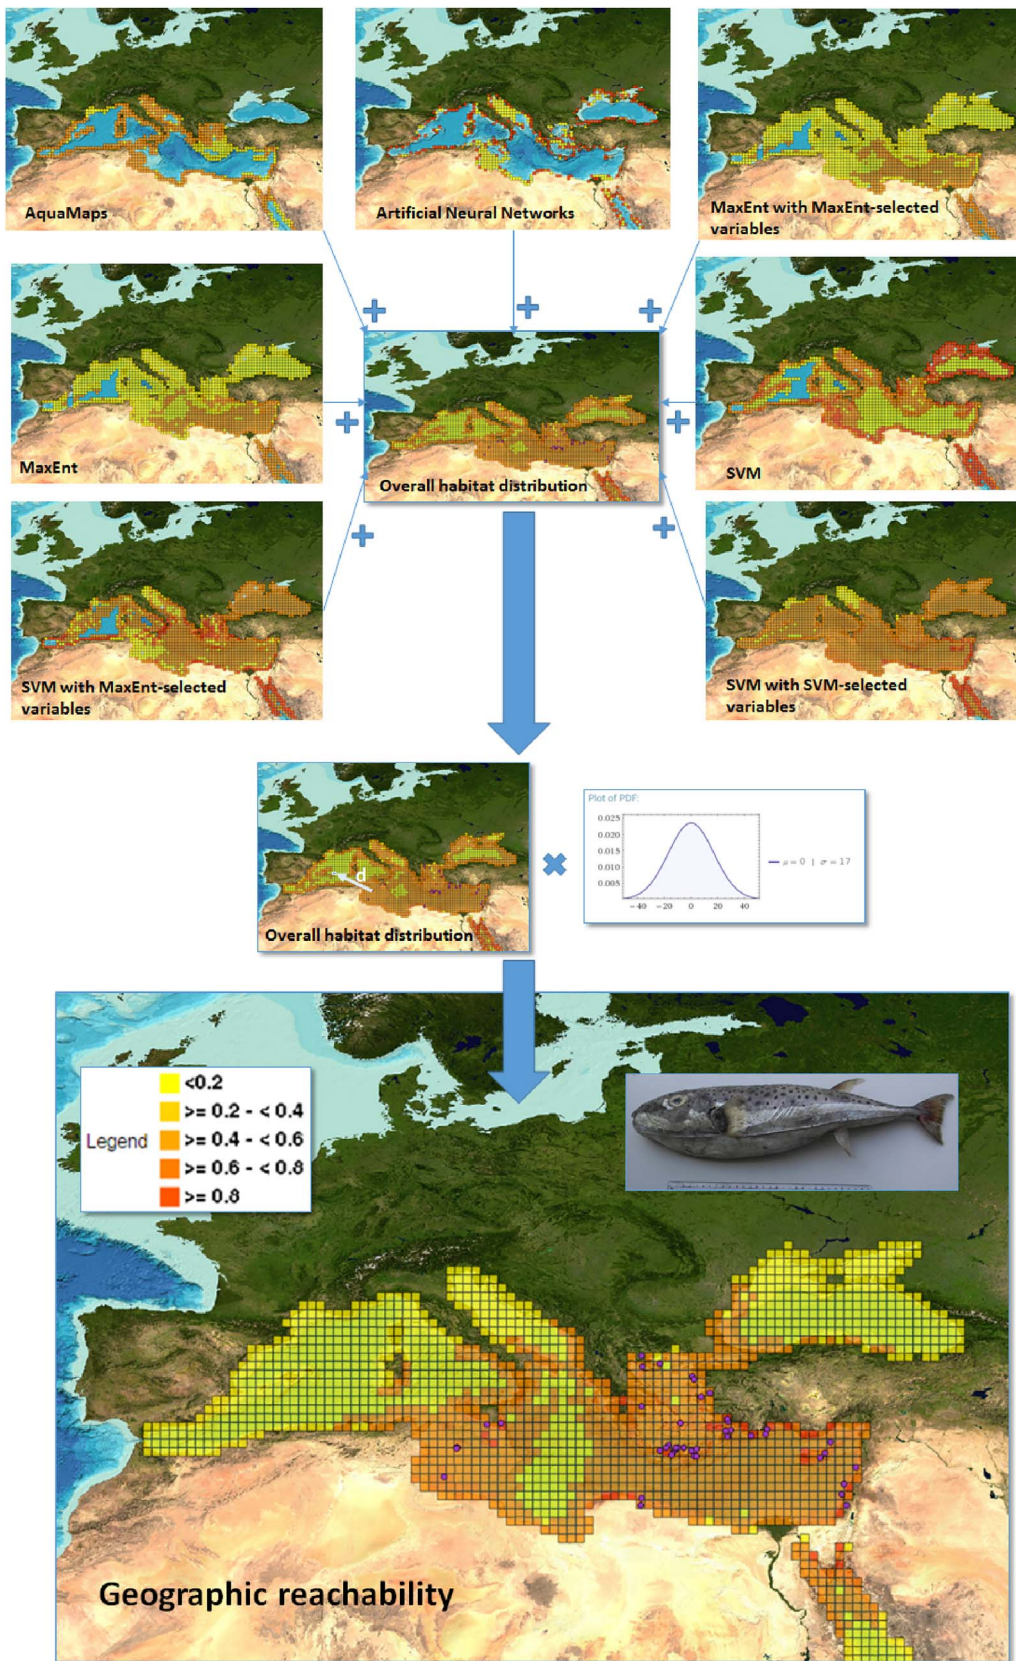 AquaMaps
Artificial Neural Networks
MaxEnt with MaxEnt-selected
variables
MaxEnt
Overall habitat distribution
SVM
SVM with MaxEnt-selected
variables
SVM with SVM-selected
variables
d
Overall habitat distribution
Plot of PDF:
0.025
0.020
0.015
0.010
0.005
−40 −20 0 20 40
μ=0 | σ=17
Legend
<0.2
>= 0.2 - < 0.4
>= 0.4 - < 0.6
>= 0.6 - < 0.8
>= 0.8
Geographic reachability